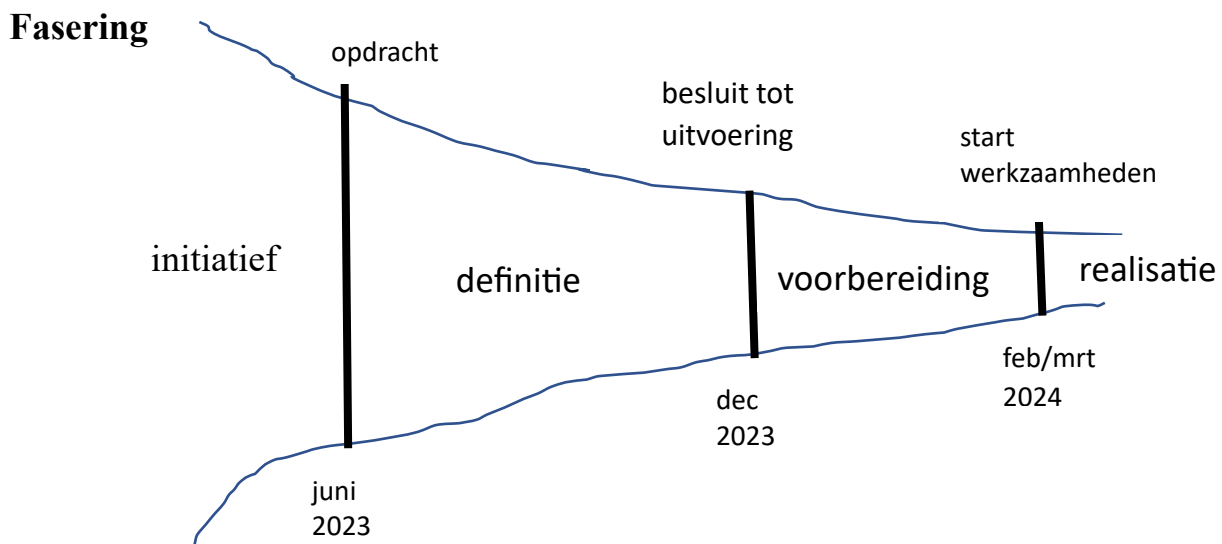 Fasering
opdracht
besluit tot
uitvoering
start
werkzaamheden
initiatief
definitie
voorbereiding
realisatie
juni
2023
dec
2023
feb/mrt
2024